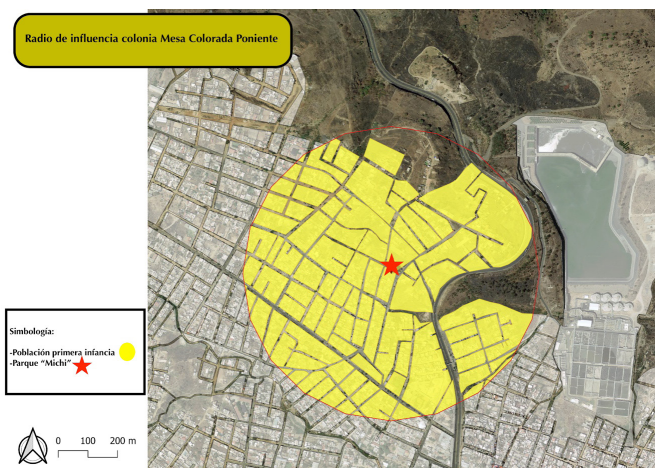 Radio de influencia colonia Mesa Colorada Poniente
Simbología:
-Población primera infancia
-Parque "Michi"
0 100 200 m